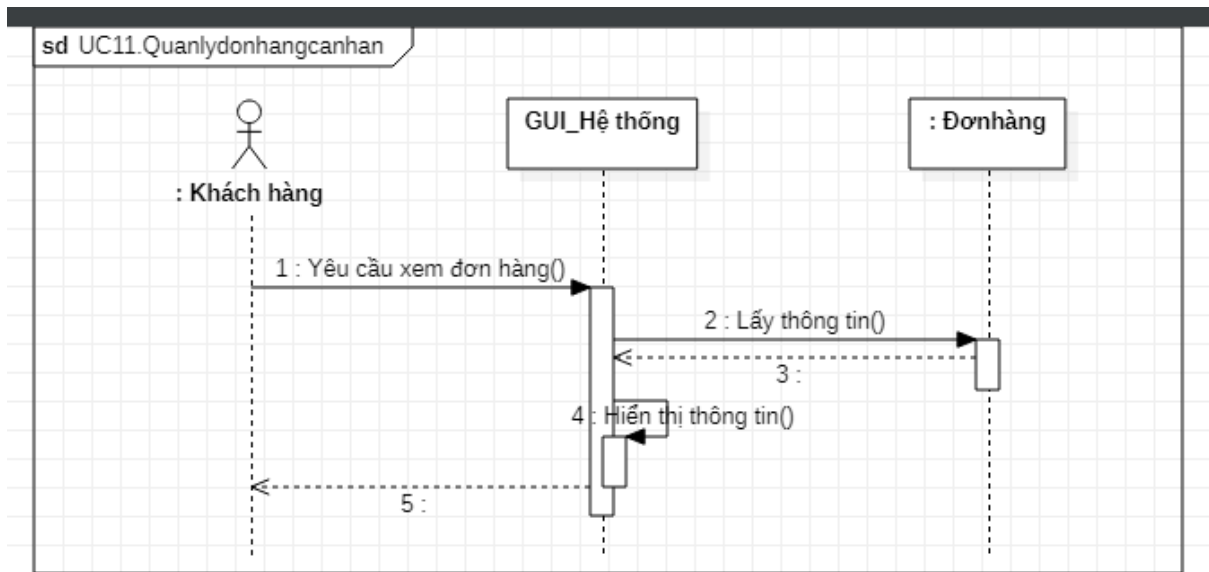 sd UC11.Quanlydonhangcanhan
GUI_Hệ thống
: Đơnhàng
: Khách hàng
1 : Yêu cầu xem đơn hàng()
2 : Lấy thông tin()
3 :
4 : Hiển thị thông tin()
5 :